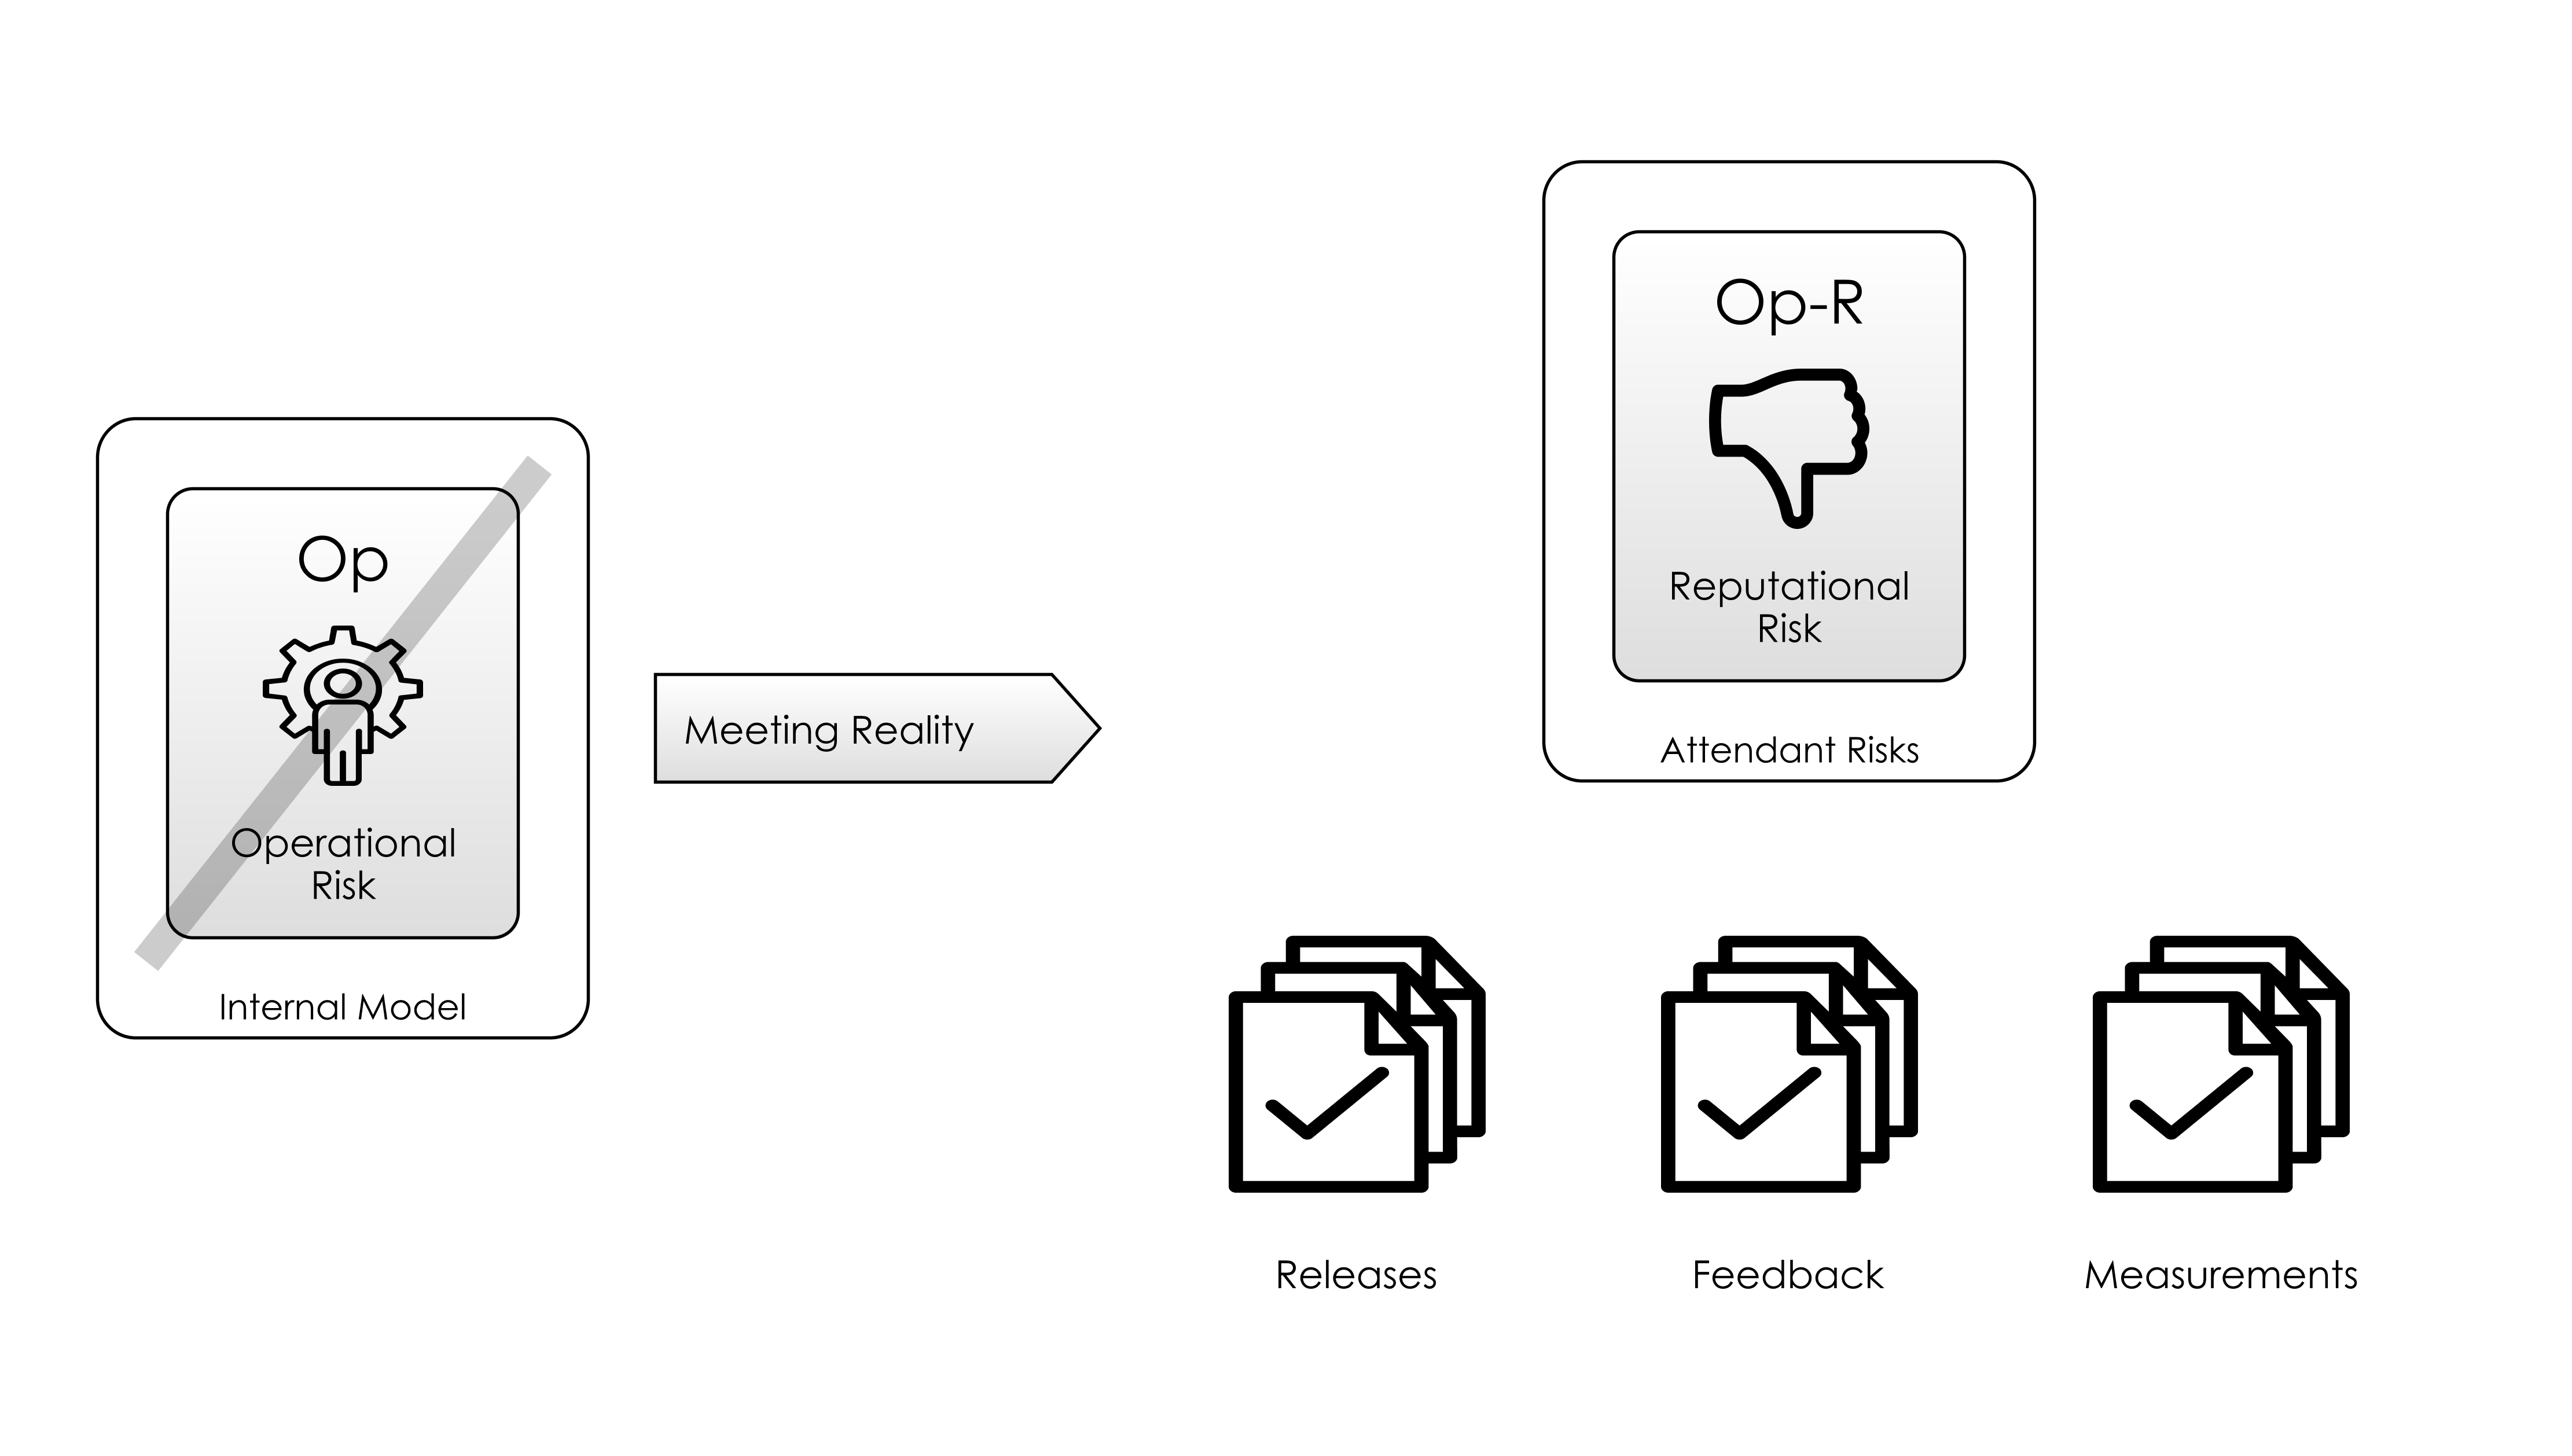 Op
Operational
Risk
Internal Model
Meeting Reality
Op-R
Reputational
Risk
Attendant Risks
Releases
Feedback
Measurements